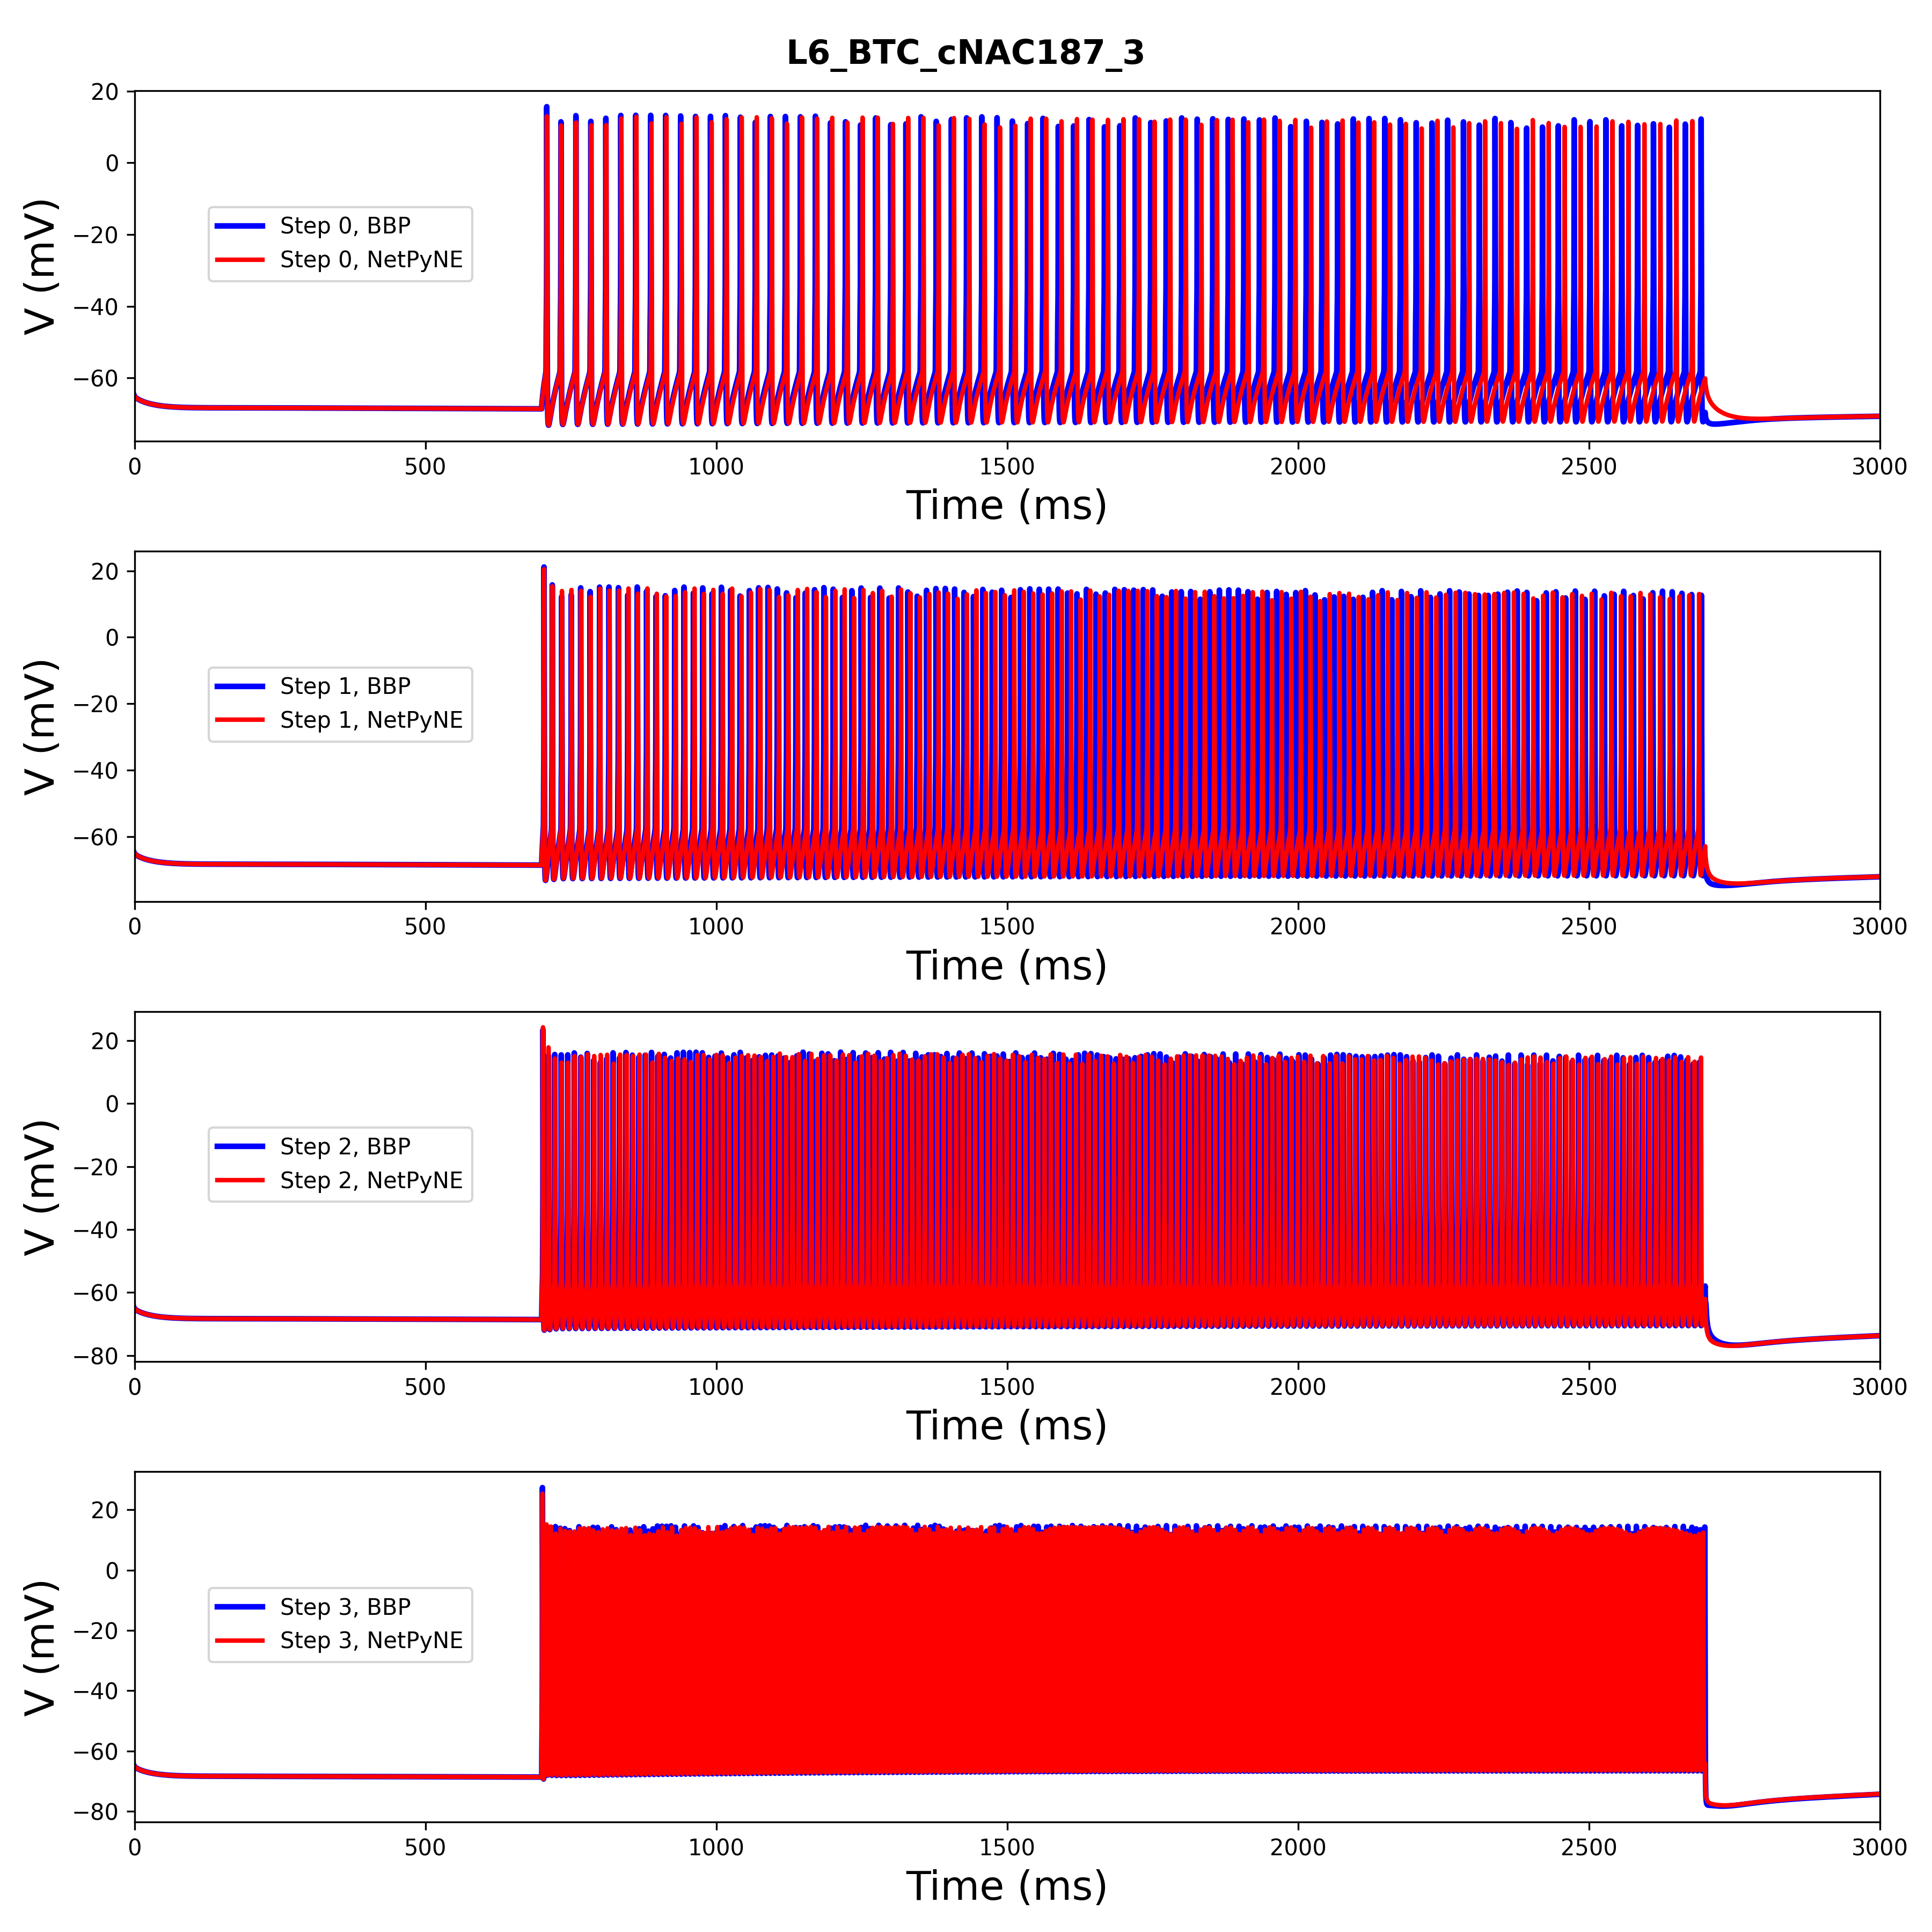 L6_BTC_cNAC187_3
20
0
−20
−40
−60
V (mV)
Step 0, BBP
Step 0, NetPyNE
0 500 1000 1500 2000 2500 3000
Time (ms)
20
0
−20
−40
−60
V (mV)
Step 1, BBP
Step 1, NetPyNE
0 500 1000 1500 2000 2500 3000
Time (ms)
20
0
−20
−40
−60
−80
V (mV)
Step 2, BBP
Step 2, NetPyNE
0 500 1000 1500 2000 2500 3000
Time (ms)
20
0
−20
−40
−60
−80
V (mV)
Step 3, BBP
Step 3, NetPyNE
0 500 1000 1500 2000 2500 3000
Time (ms)